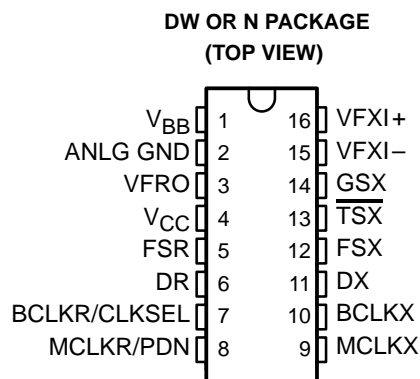 DW OR N PACKAGE
(TOP VIEW)
VBB 1 16 VFXI+
ANLG GND 2 15 VFXI–
VFRO 3 14 GSX
VCC 4 13 TSX
FSR 5 12 FSX
DR 6 11 DX
BCLKR/CLKSEL 7 10 BCLKX
MCLKR/PDN 8 9 MCLKX